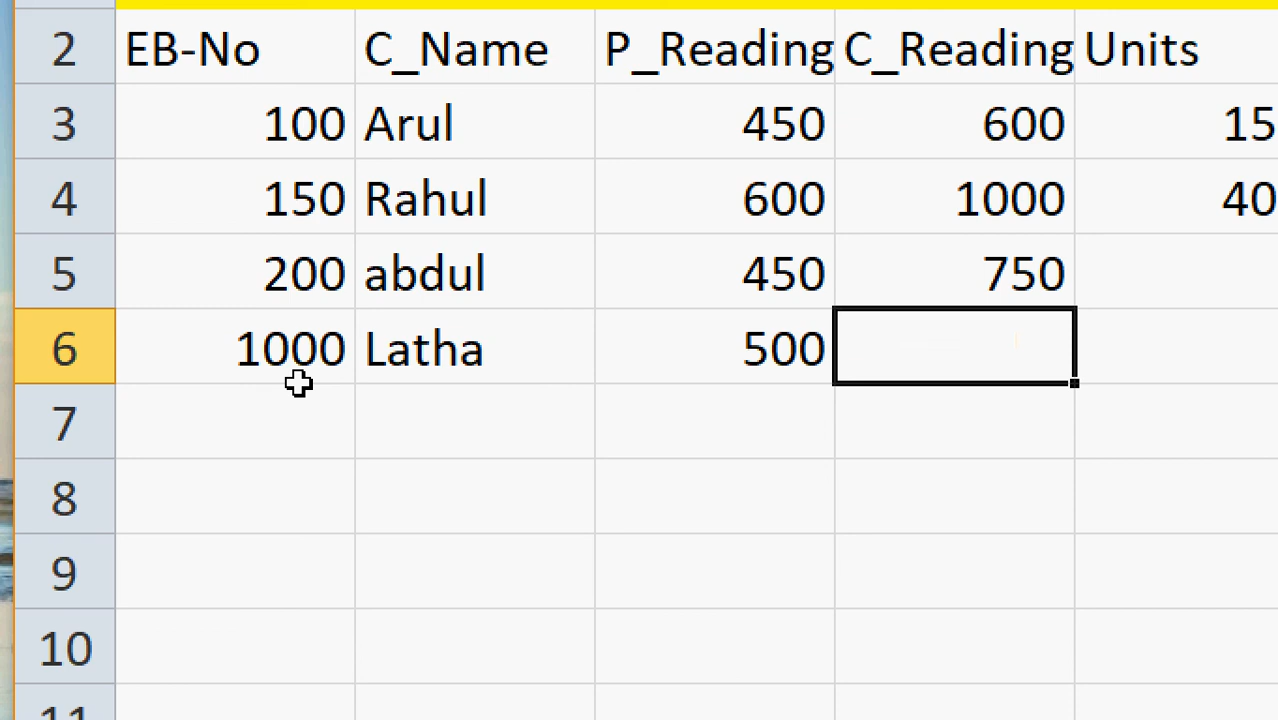 2 EB-No C_Name P_Reading C_Reading Units
3 100 Arul 450 600 15
4 150 Rahul 600 1000 40
5 200 abdul 450 750
6 1000 Latha 500
7
8
9
10
11